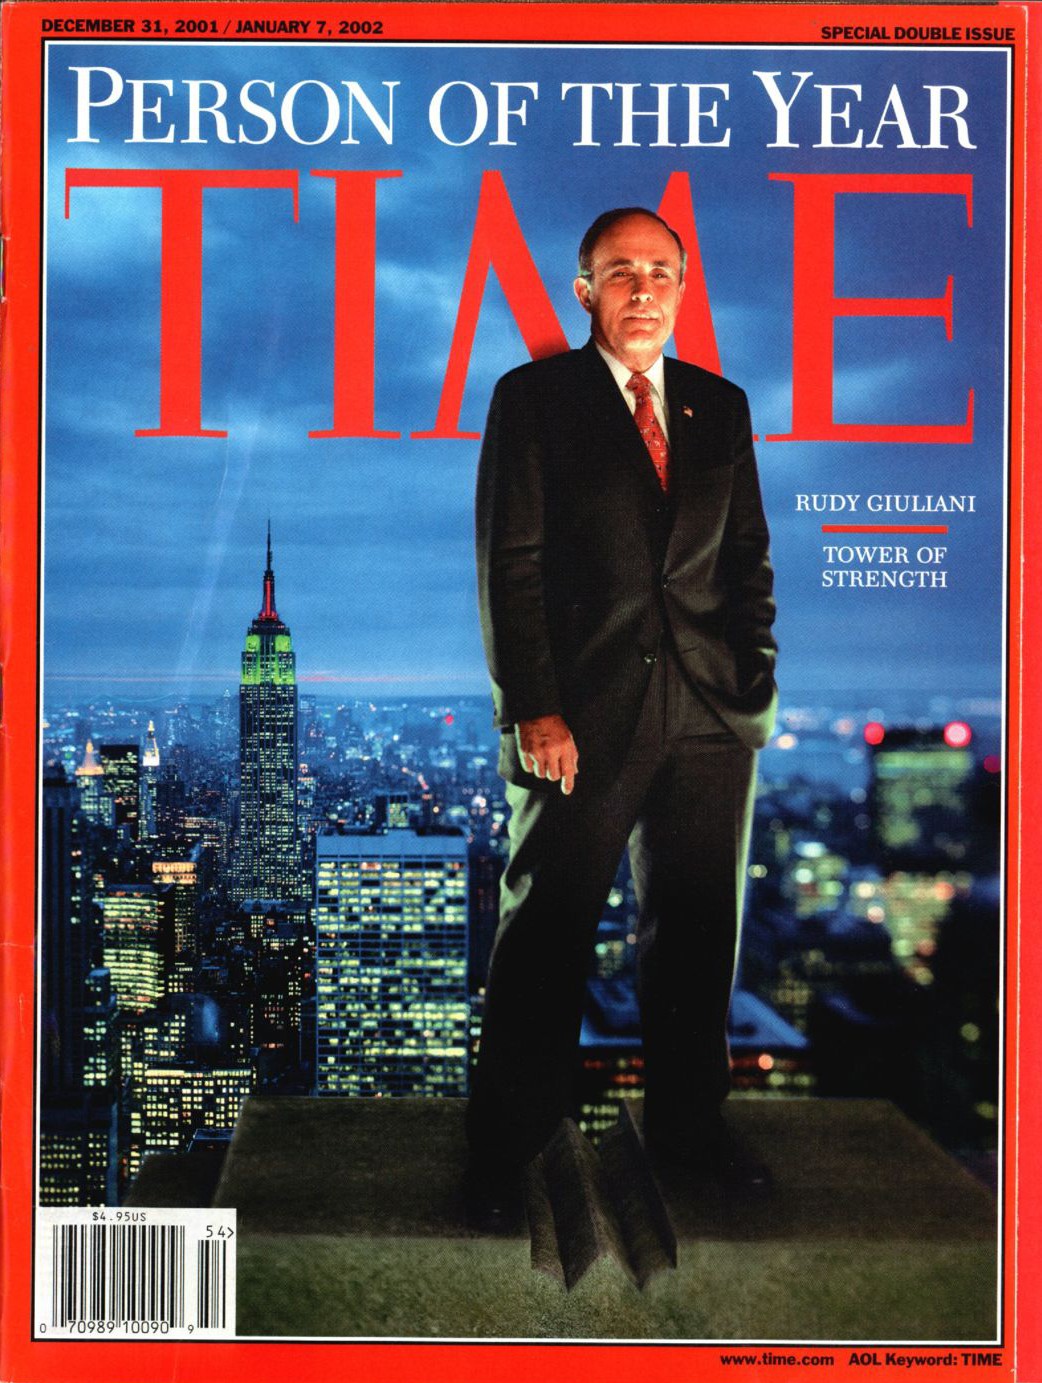 DECEMBER 31, 2001 / JANUARY 7, 2002
SPECIAL DOUBLE ISSUE
PERSON OF THE YEAR
TIME
RUDY GIULIANI
TOWER OF
STRENGTH
$4.95US
54>
0 70989 10090 9
www.time.com AOL Keyword: TIME